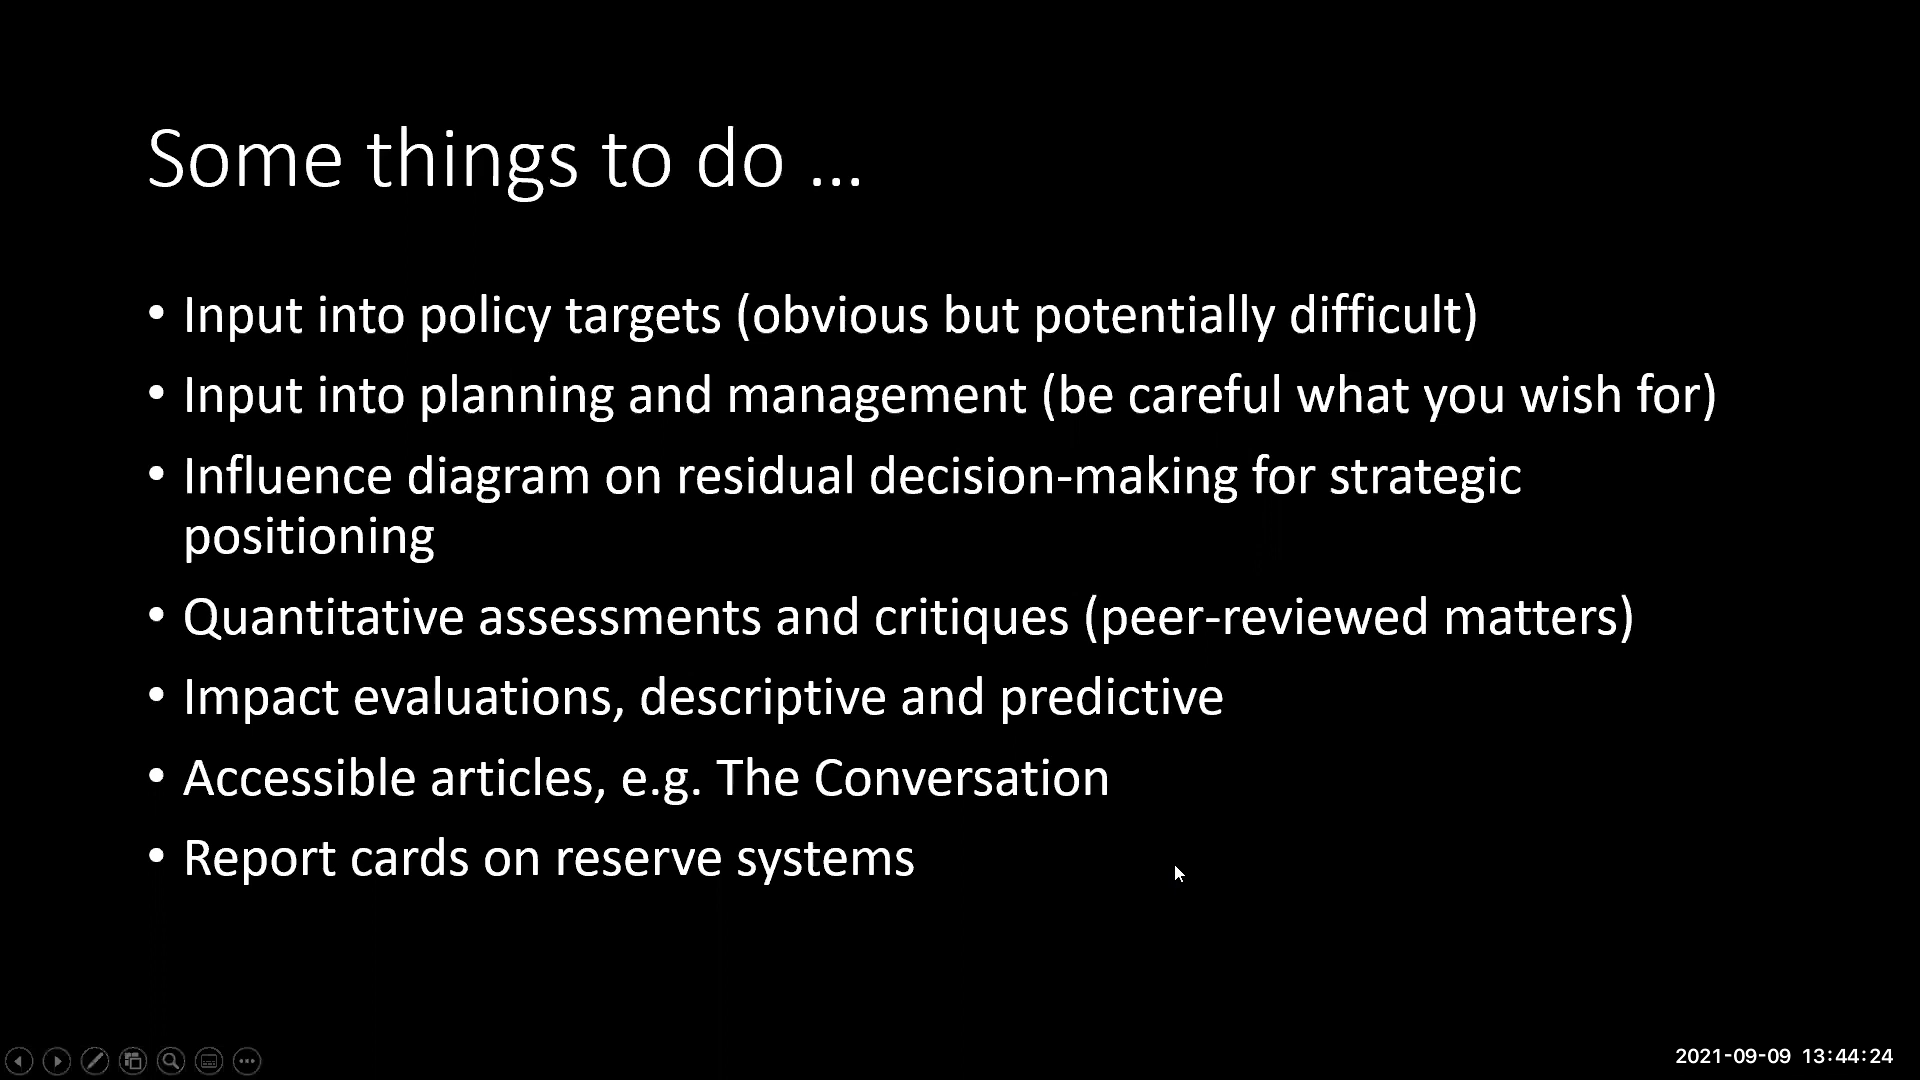 Some things to do ...
• Input into policy targets (obvious but potentially difficult)
• Input into planning and management (be careful what you wish for)
• Influence diagram on residual decision-making for strategic
positioning
• Quantitative assessments and critiques (peer-reviewed matters)
• Impact evaluations, descriptive and predictive
• Accessible articles, e.g. The Conversation
• Report cards on reserve systems
2021-09-09 13:44:24